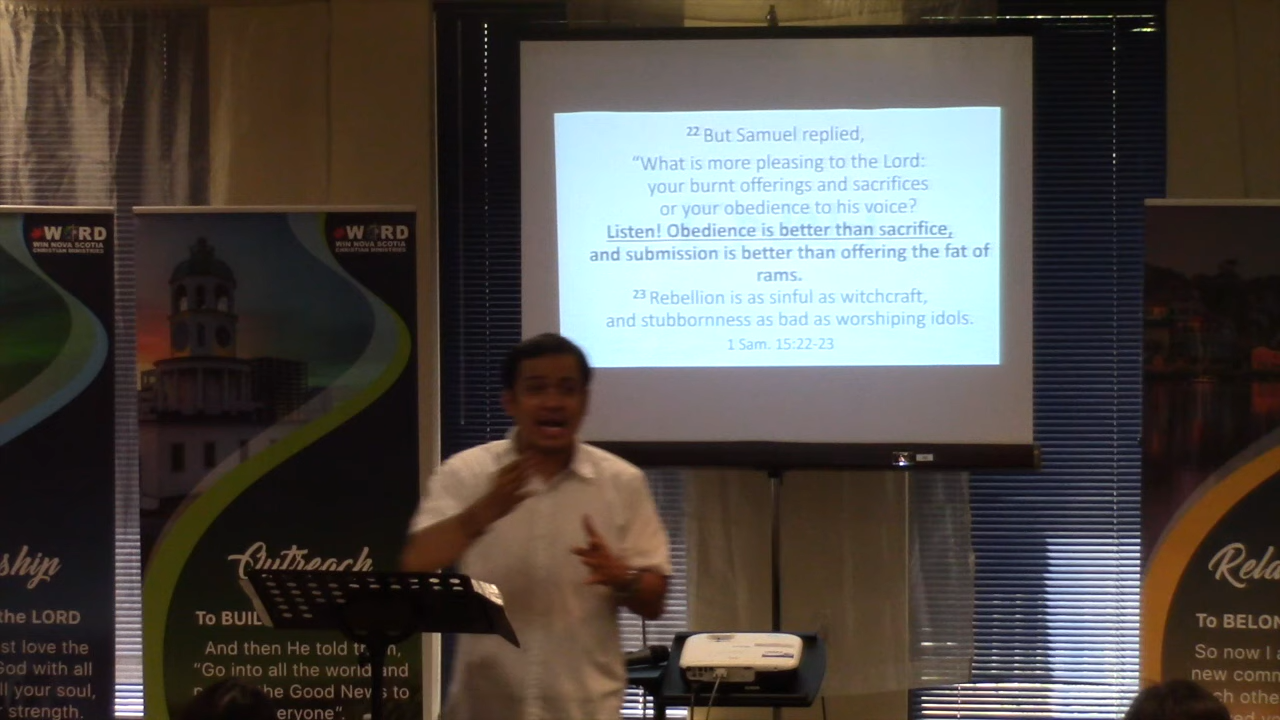 22 But Samuel replied,
“What is more pleasing to the Lord:
your burnt offerings and sacrifices
or your obedience to his voice?
Listen! Obedience is better than sacrifice,
and submission is better than offering the fat of
rams.
23 Rebellion is as sinful as witchcraft,
and stubbornness as bad as worshiping idols.
1 Sam. 15:22-23
WORD
WIN NOVA SCOTIA
CHRISTIAN MINISTRIES
ship
the LORD
st love the
God with all
ll your soul,
strength.
WORD
WIN NOVA SCOTIA
CHRISTIAN MINISTRIES
Outreach
To BUIL
And then He told
“Go into all the world and
the Good News to
eryone”.
Rela
To BELON
So now I
new comm
ch othe